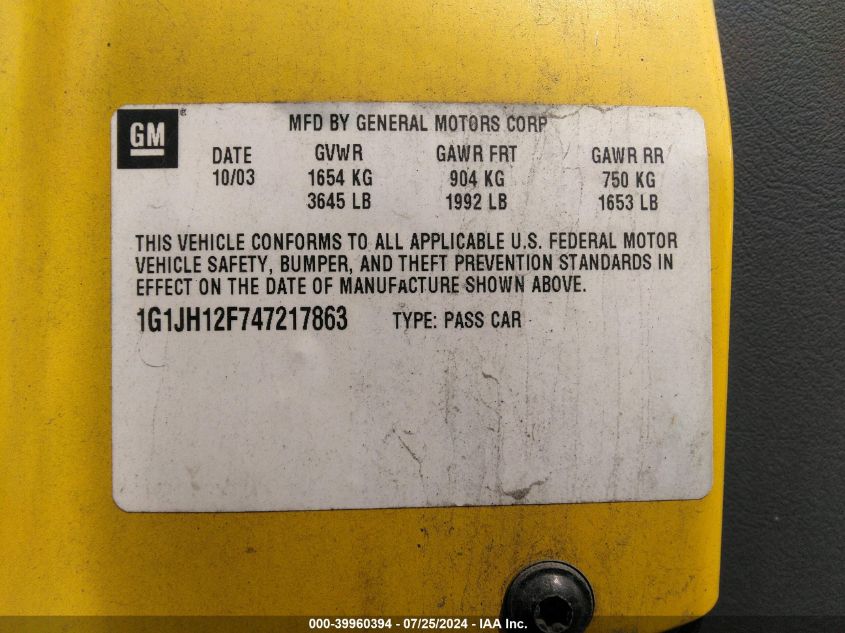 GM®
MFD BY GENERAL MOTORS CORP
DATE GVWR GAWR FRT GAWR RR
10/03 1654 KG 904 KG 750 KG
3645 LB 1992 LB 1653 LB
THIS VEHICLE CONFORMS TO ALL APPLICABLE U.S. FEDERAL MOTOR
VEHICLE SAFETY, BUMPER, AND THEFT PREVENTION STANDARDS IN
EFFECT ON THE DATE OF MANUFACTURE SHOWN ABOVE.
1G1JH12F747217863 TYPE: PASS CAR
000-39960394 - 07/25/2024 - IAA Inc.